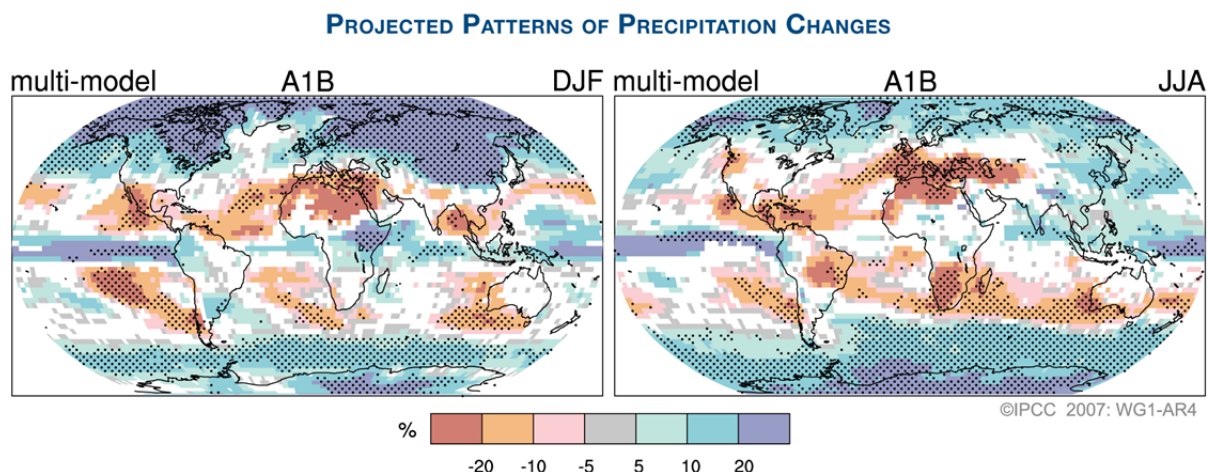 PROJECTED PATTERNS OF PRECIPITATION CHANGES
multi-model A1B DJF
multi-model A1B JJA
©IPCC 2007: WG1-AR4
%
-20 -10 -5 5 10 20